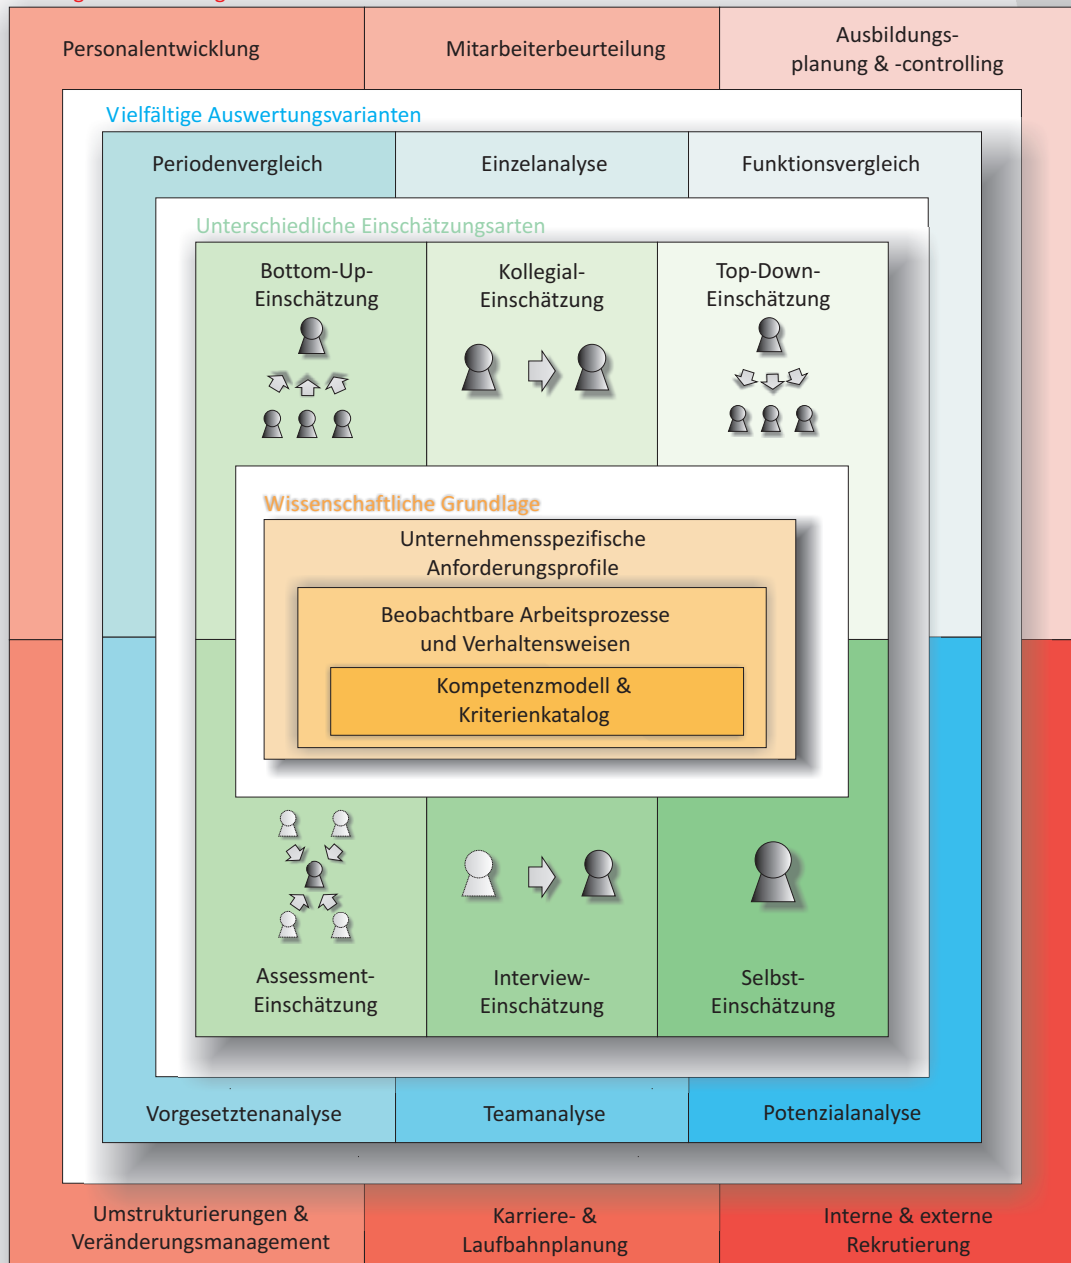 Personalentwicklung
Mitarbeiterbeurteilung
Ausbildungs-
planung & -controlling
Vielfältige Auswertungsvarianten
Periodenvergleich
Einzelanalyse
Funktionsvergleich
Unterschiedliche Einschätzungsarten
Bottom-Up-
Einschätzung
Kollegial-
Einschätzung
Top-Down-
Einschätzung
Wissenschaftliche Grundlage
Unternehmensspezifische
Anforderungsprofile
Beobachtbare Arbeitsprozesse
und Verhaltensweisen
Kompetenzmodell &
Kriterienkatalog
Assessment-
Einschätzung
Interview-
Einschätzung
Selbst-
Einschätzung
Vorgesetztenanalyse
Teamanalyse
Potenzialanalyse
Umstrukturierungen &
Veränderungsmanagement
Karriere- &
Laufbahnplanung
Interne & externe
Rekrutierung